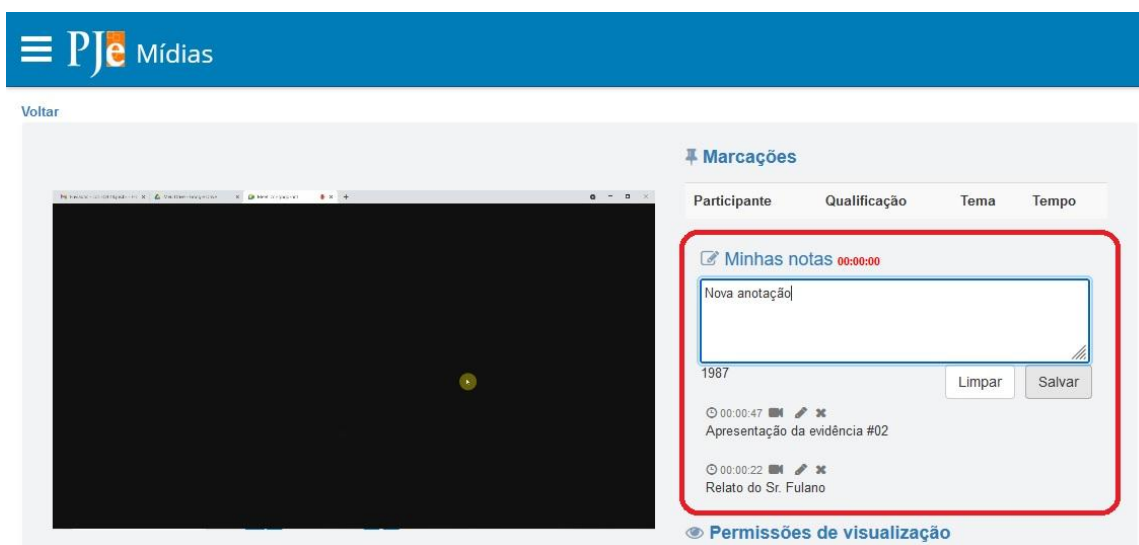 PJe Mídias
Voltar
Marcações
Participante Qualificação Tema Tempo
Minhas notas 00:00:00
Nova anotação
1987
Limpar Salvar
00:00:47
Apresentação da evidência #02
00:00:22
Relato do Sr. Fulano
Permissões de visualização